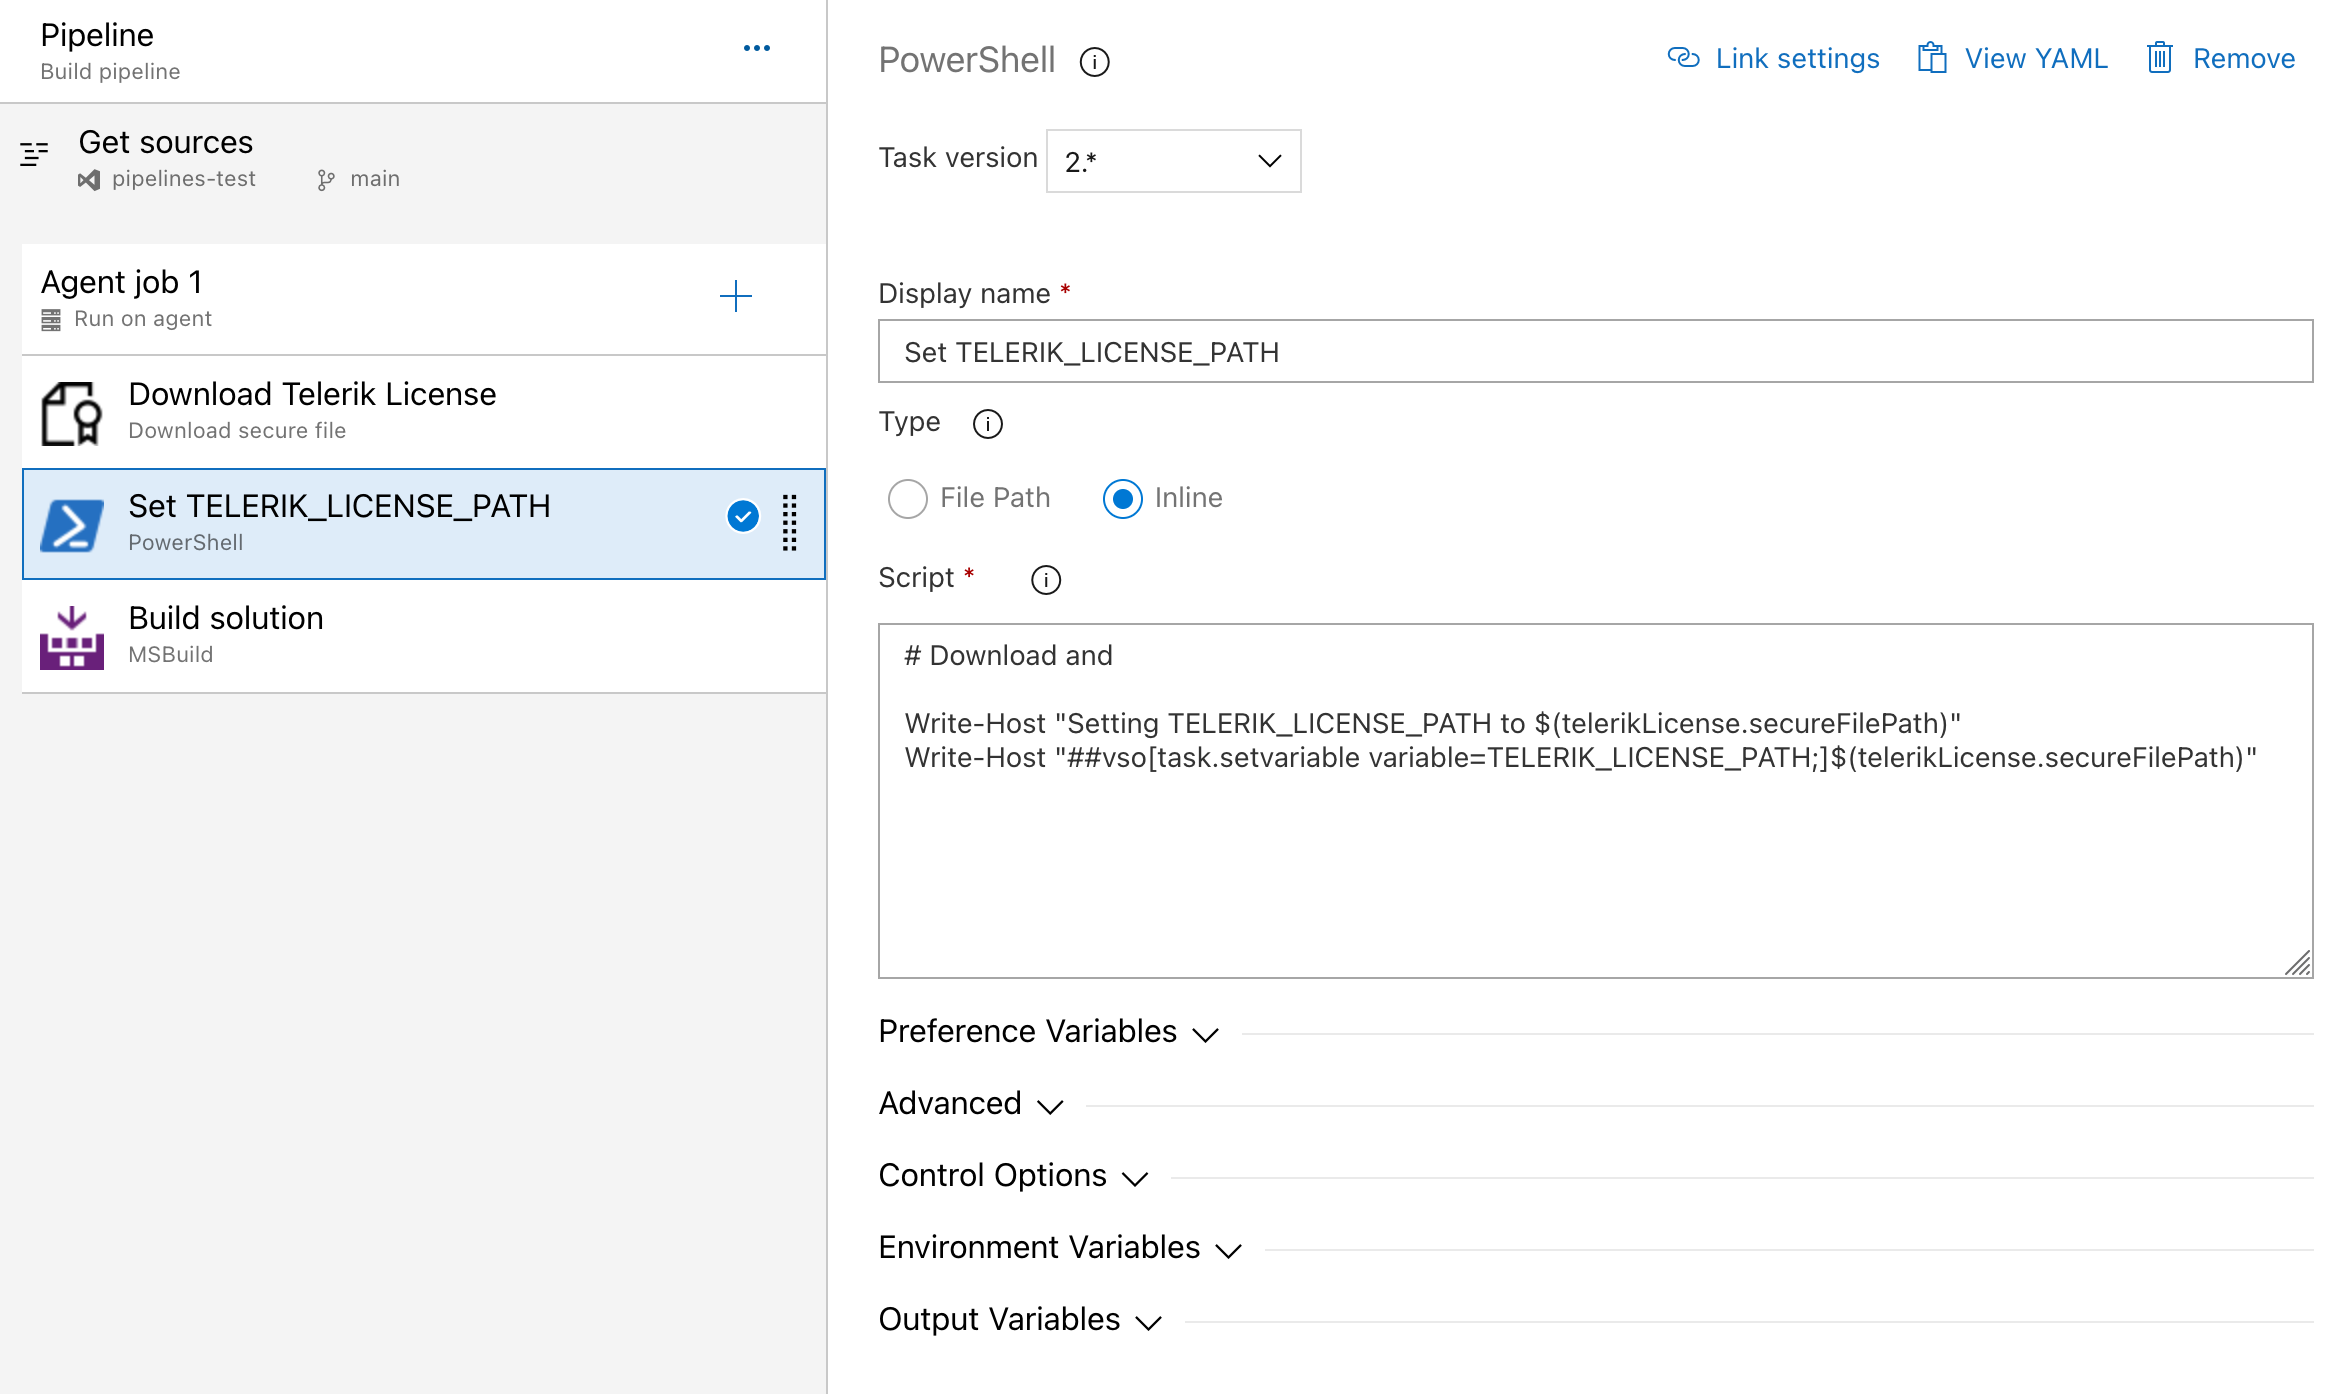 Pipeline
Build pipeline
Get sources
pipelines-test main
Agent job 1
Run on agent
Download Telerik License
Download secure file
Set TELERIK_LICENSE_PATH
PowerShell
Build solution
MSBuild
PowerShell
Link settings View YAML Remove
Task version 2.*
Display name *
Set TELERIK_LICENSE_PATH
Type
File Path Inline
Script *
# Download and
Write-Host "Setting TELERIK_LICENSE_PATH to $(telerikLicense.secureFilePath)"
Write-Host "##vso[task.setvariable variable=TELERIK_LICENSE_PATH;]$(telerikLicense.secureFilePath)"
Preference Variables
Advanced
Control Options
Environment Variables
Output Variables